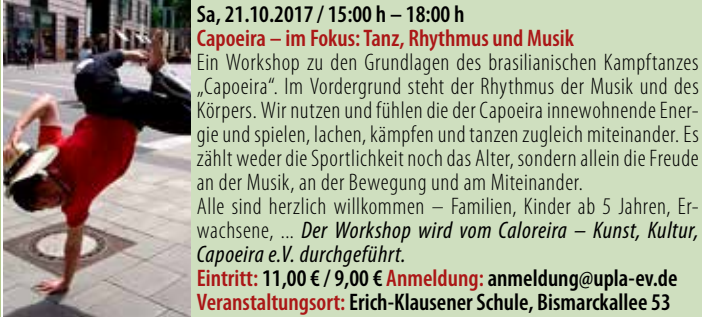 Sa, 21.10.2017 / 15:00 h – 18:00 h
Capoeira – im Fokus: Tanz, Rhythmus und Musik
Ein Workshop zu den Grundlagen des brasilianischen Kampftanzes
„Capoeira“. Im Vordergrund steht der Rhythmus der Musik und des
Körpers. Wir nutzen und fühlen die der Capoeira innewohnende Ener-
gie und spielen, lachen, kämpfen und tanzen zugleich miteinander. Es
zählt weder die Sportlichkeit noch das Alter, sondern allein die Freude
an der Musik, an der Bewegung und am Miteinander.
Alle sind herzlich willkommen – Familien, Kinder ab 5 Jahren, Er-
wachsene, ... Der Workshop wird vom Caloreira – Kunst, Kultur,
Capoeira e.V. durchgeführt.
Eintritt: 11,00 € / 9,00 € Anmeldung: anmeldung@upla-ev.de
Veranstaltungsort: Erich-Klausener Schule, Bismarckallee 53